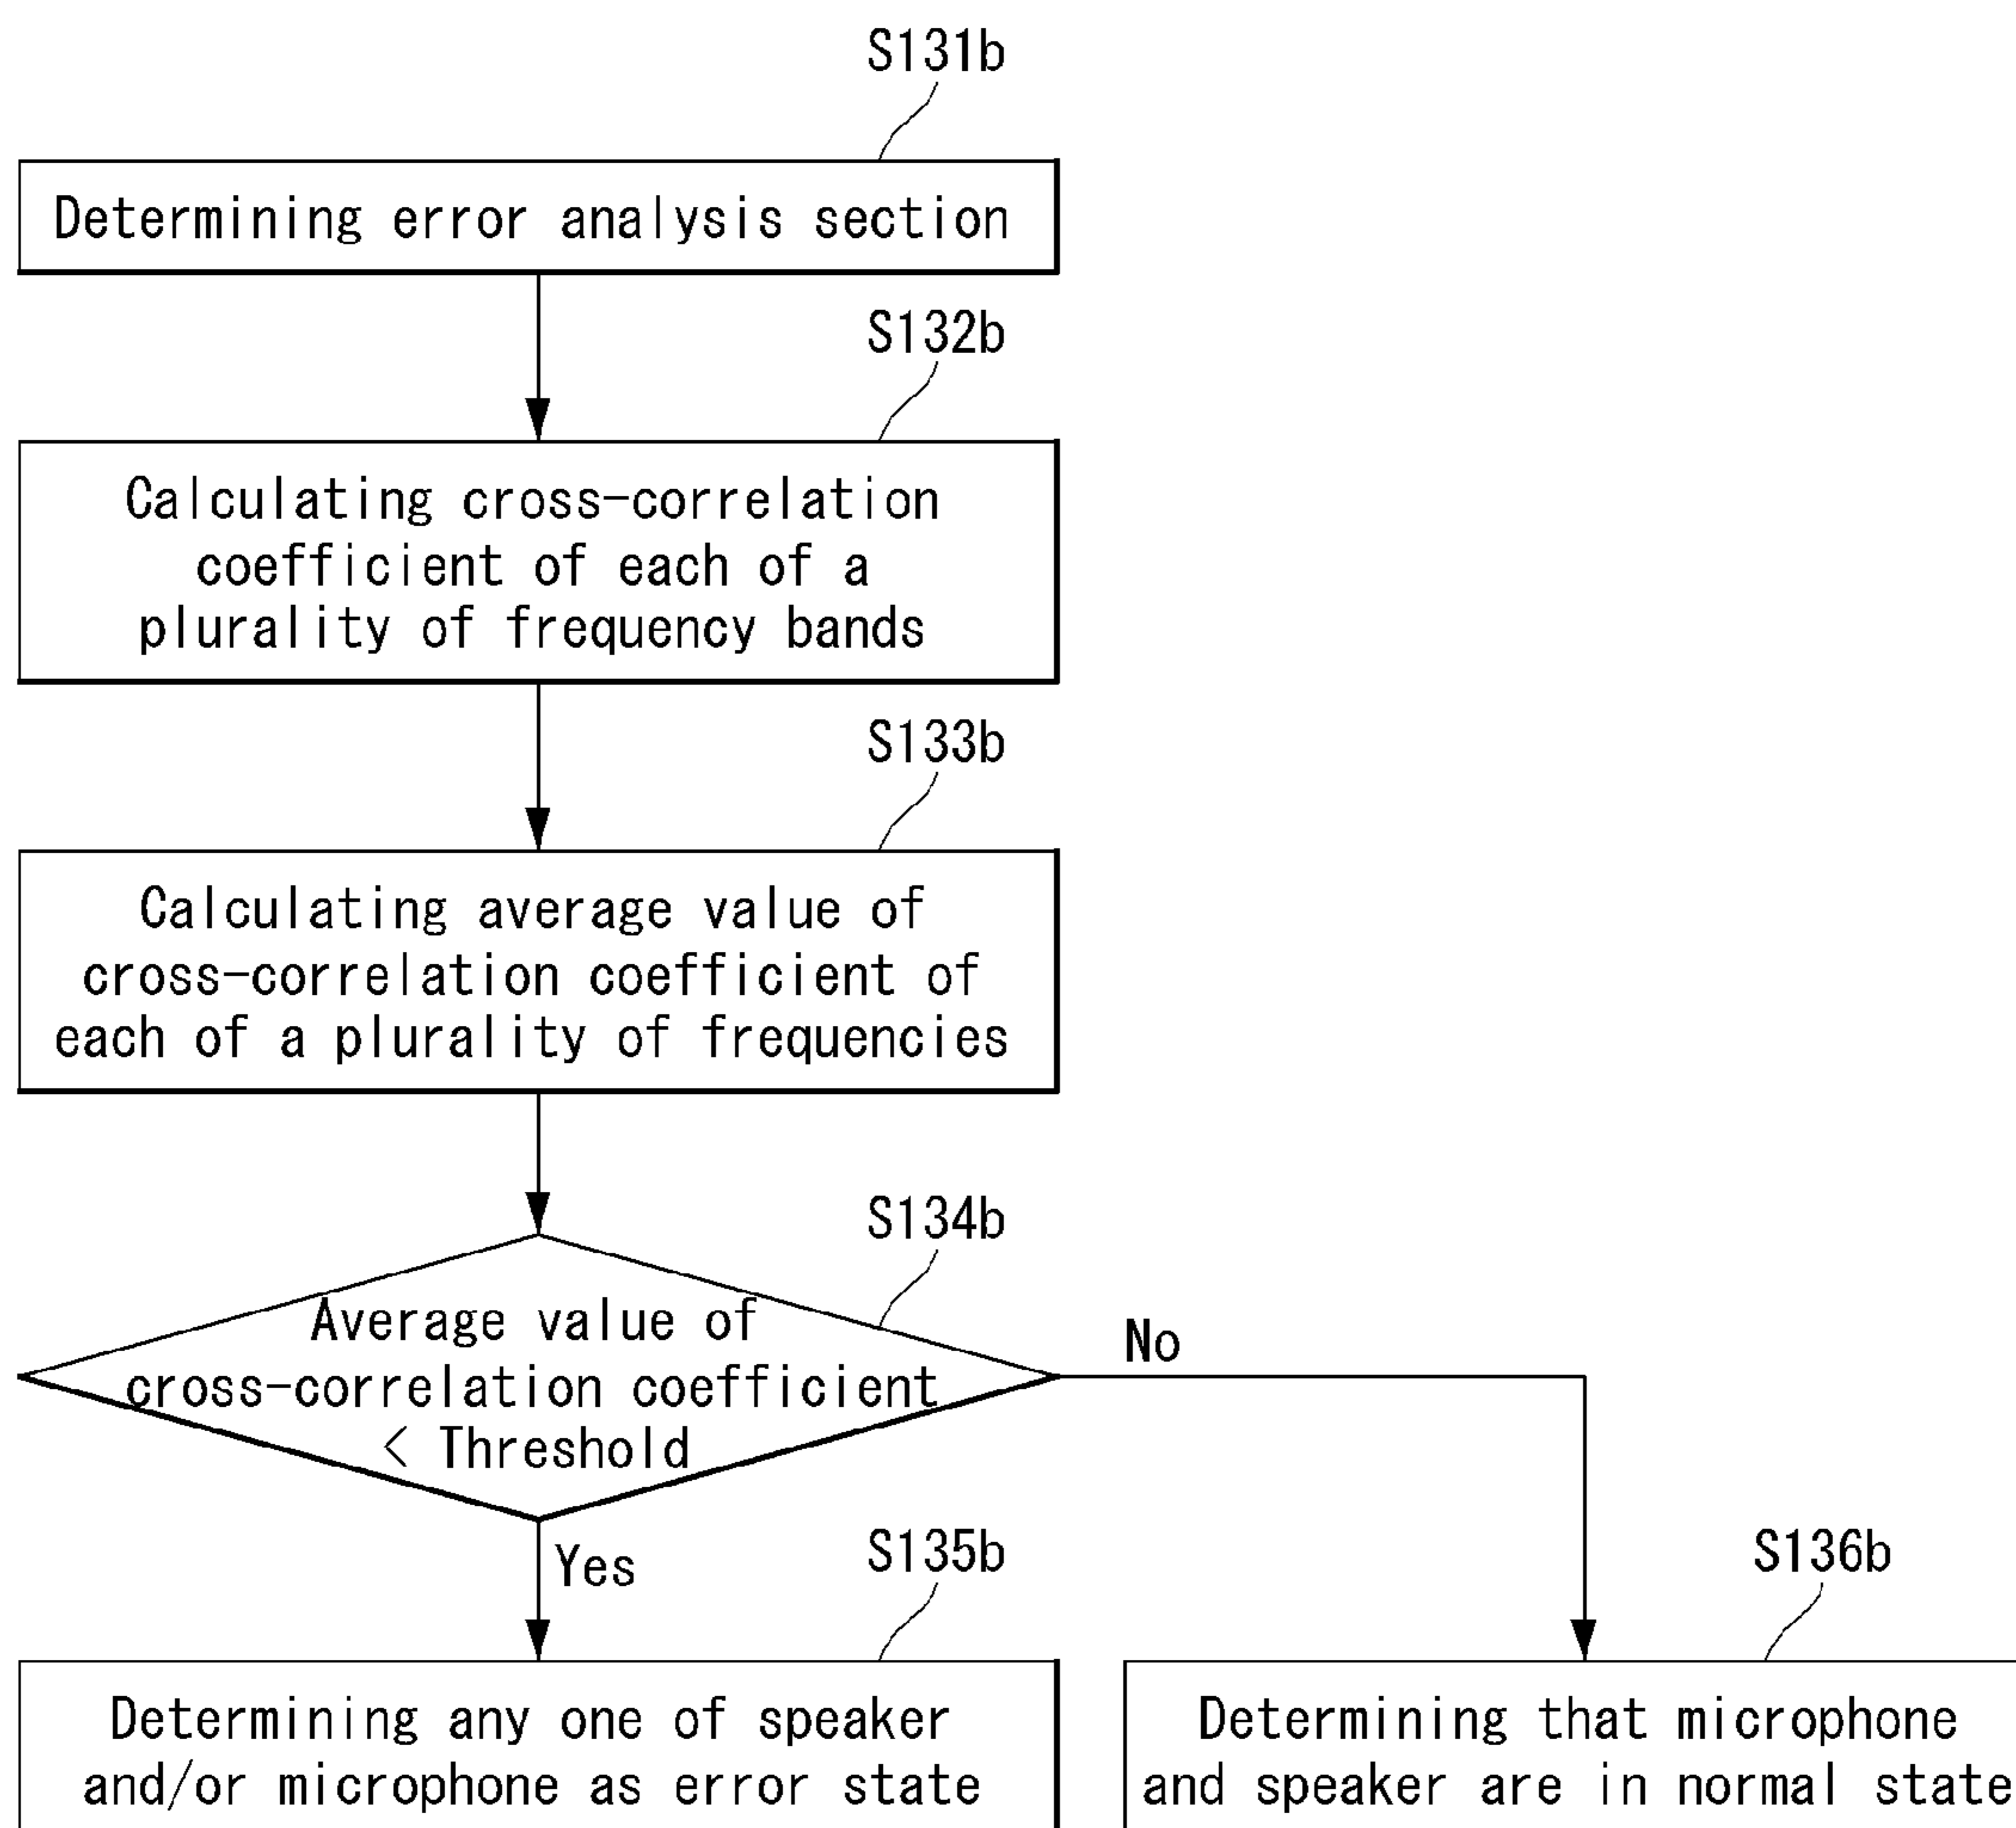 S131b
Determining error analysis section
S132b
Calculating cross-correlation
coefficient of each of a
plurality of frequency bands
S133b
Calculating average value of
cross-correlation coefficient of
each of a plurality of frequencies
S134b
Average value of
cross-correlation coefficient
< Threshold
No
Yes
S135b
Determining any one of speaker
and/or microphone as error state
S136b
Determining that microphone
and speaker are in normal state